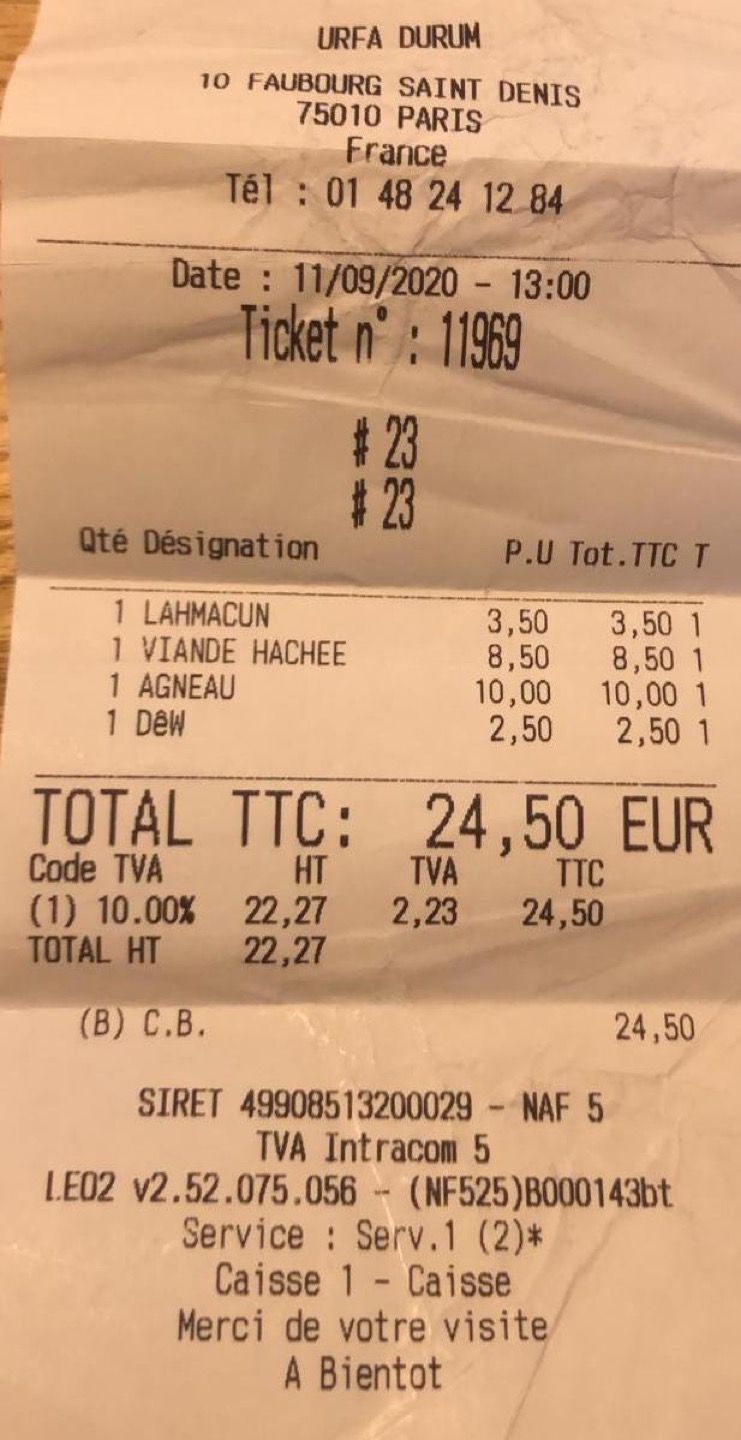 URFA DURUM
10 FAUBOURG SAINT DENIS
75010 PARIS
France
Tél : 01 48 24 12 84
Date : 11/09/2020 - 13:00
Ticket n° : 11969
# 23
# 23
Qté Désignation P.U Tot.TTC T
1 LAHMACUN 3,50 3,50 1
1 VIANDE HACHEE 8,50 8,50 1
1 AGNEAU 10,00 10,00 1
1 DêW 2,50 2,50 1
TOTAL TTC: 24,50 EUR
Code TVA HT TVA TTC
(1) 10.00% 22,27 2,23 24,50
TOTAL HT 22,27
(B) C.B. 24,50
SIRET 49908513200029 - NAF 5
TVA Intracom 5
LEO2 v2.52.075.056 - (NF525)B000143bt
Service : Serv.1 (2)*
Caisse 1 - Caisse
Merci de votre visite
A Bientot